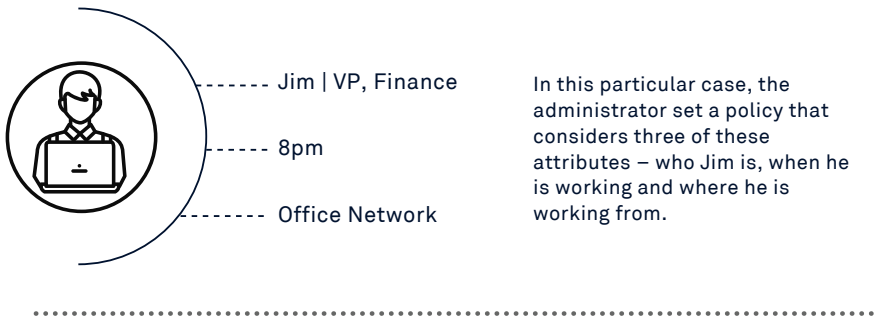 Jim | VP, Finance
8pm
Office Network
In this particular case, the
administrator set a policy that
considers three of these
attributes – who Jim is, when he
is working and where he is
working from.